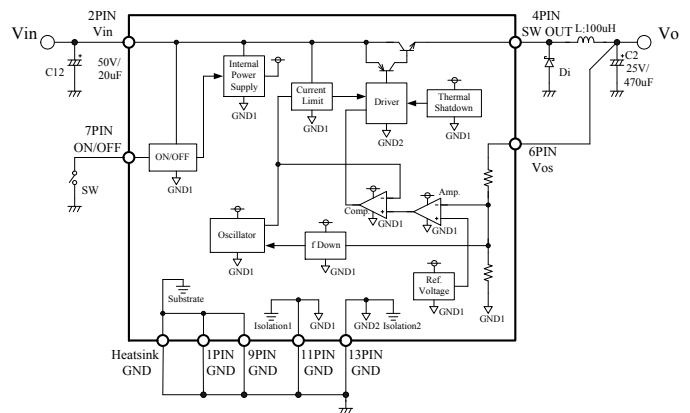 Vin
2PIN
Vin
4PIN
SW OUT
L:100uH
Vo
C12
50V/
20uF
Internal
Power
Supply
GND1
Current
Limit
GND1
Driver
GND2
Thermal
Shatdown
GND1
Di
C2
25V/
470uF
7PIN
ON/OFF
ON/OFF
GND1
SW
6PIN
Vos
Comp.
GND1
Amp.
GND1
Oscillator
GND1
f Down
GND1
Ref.
Voltage
GND1
GND1
Substrate
Isolation1
GND1
GND2
Isolation2
Heatsink
GND
1PIN
GND
9PIN
GND
11PIN
GND
13PIN
GND